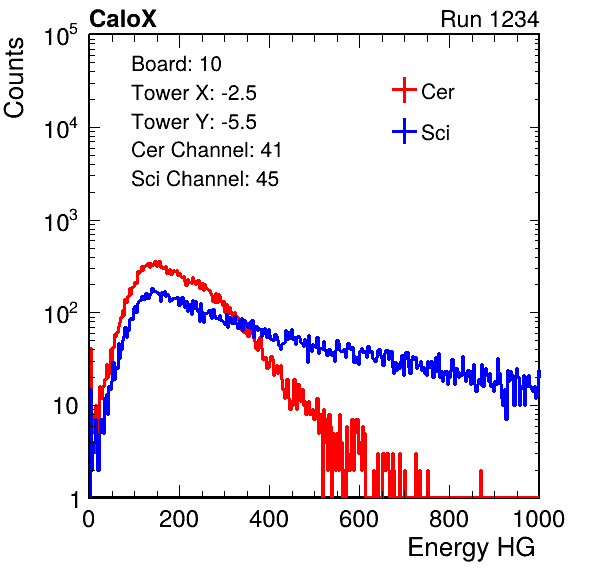 CaloX Run 1234
Counts
10^5
10^4
10^3
10^2
10
1
Board: 10
Tower X: -2.5
Tower Y: -5.5
Cer Channel: 41
Sci Channel: 45
Cer
Sci
0 200 400 600 800 1000
Energy HG